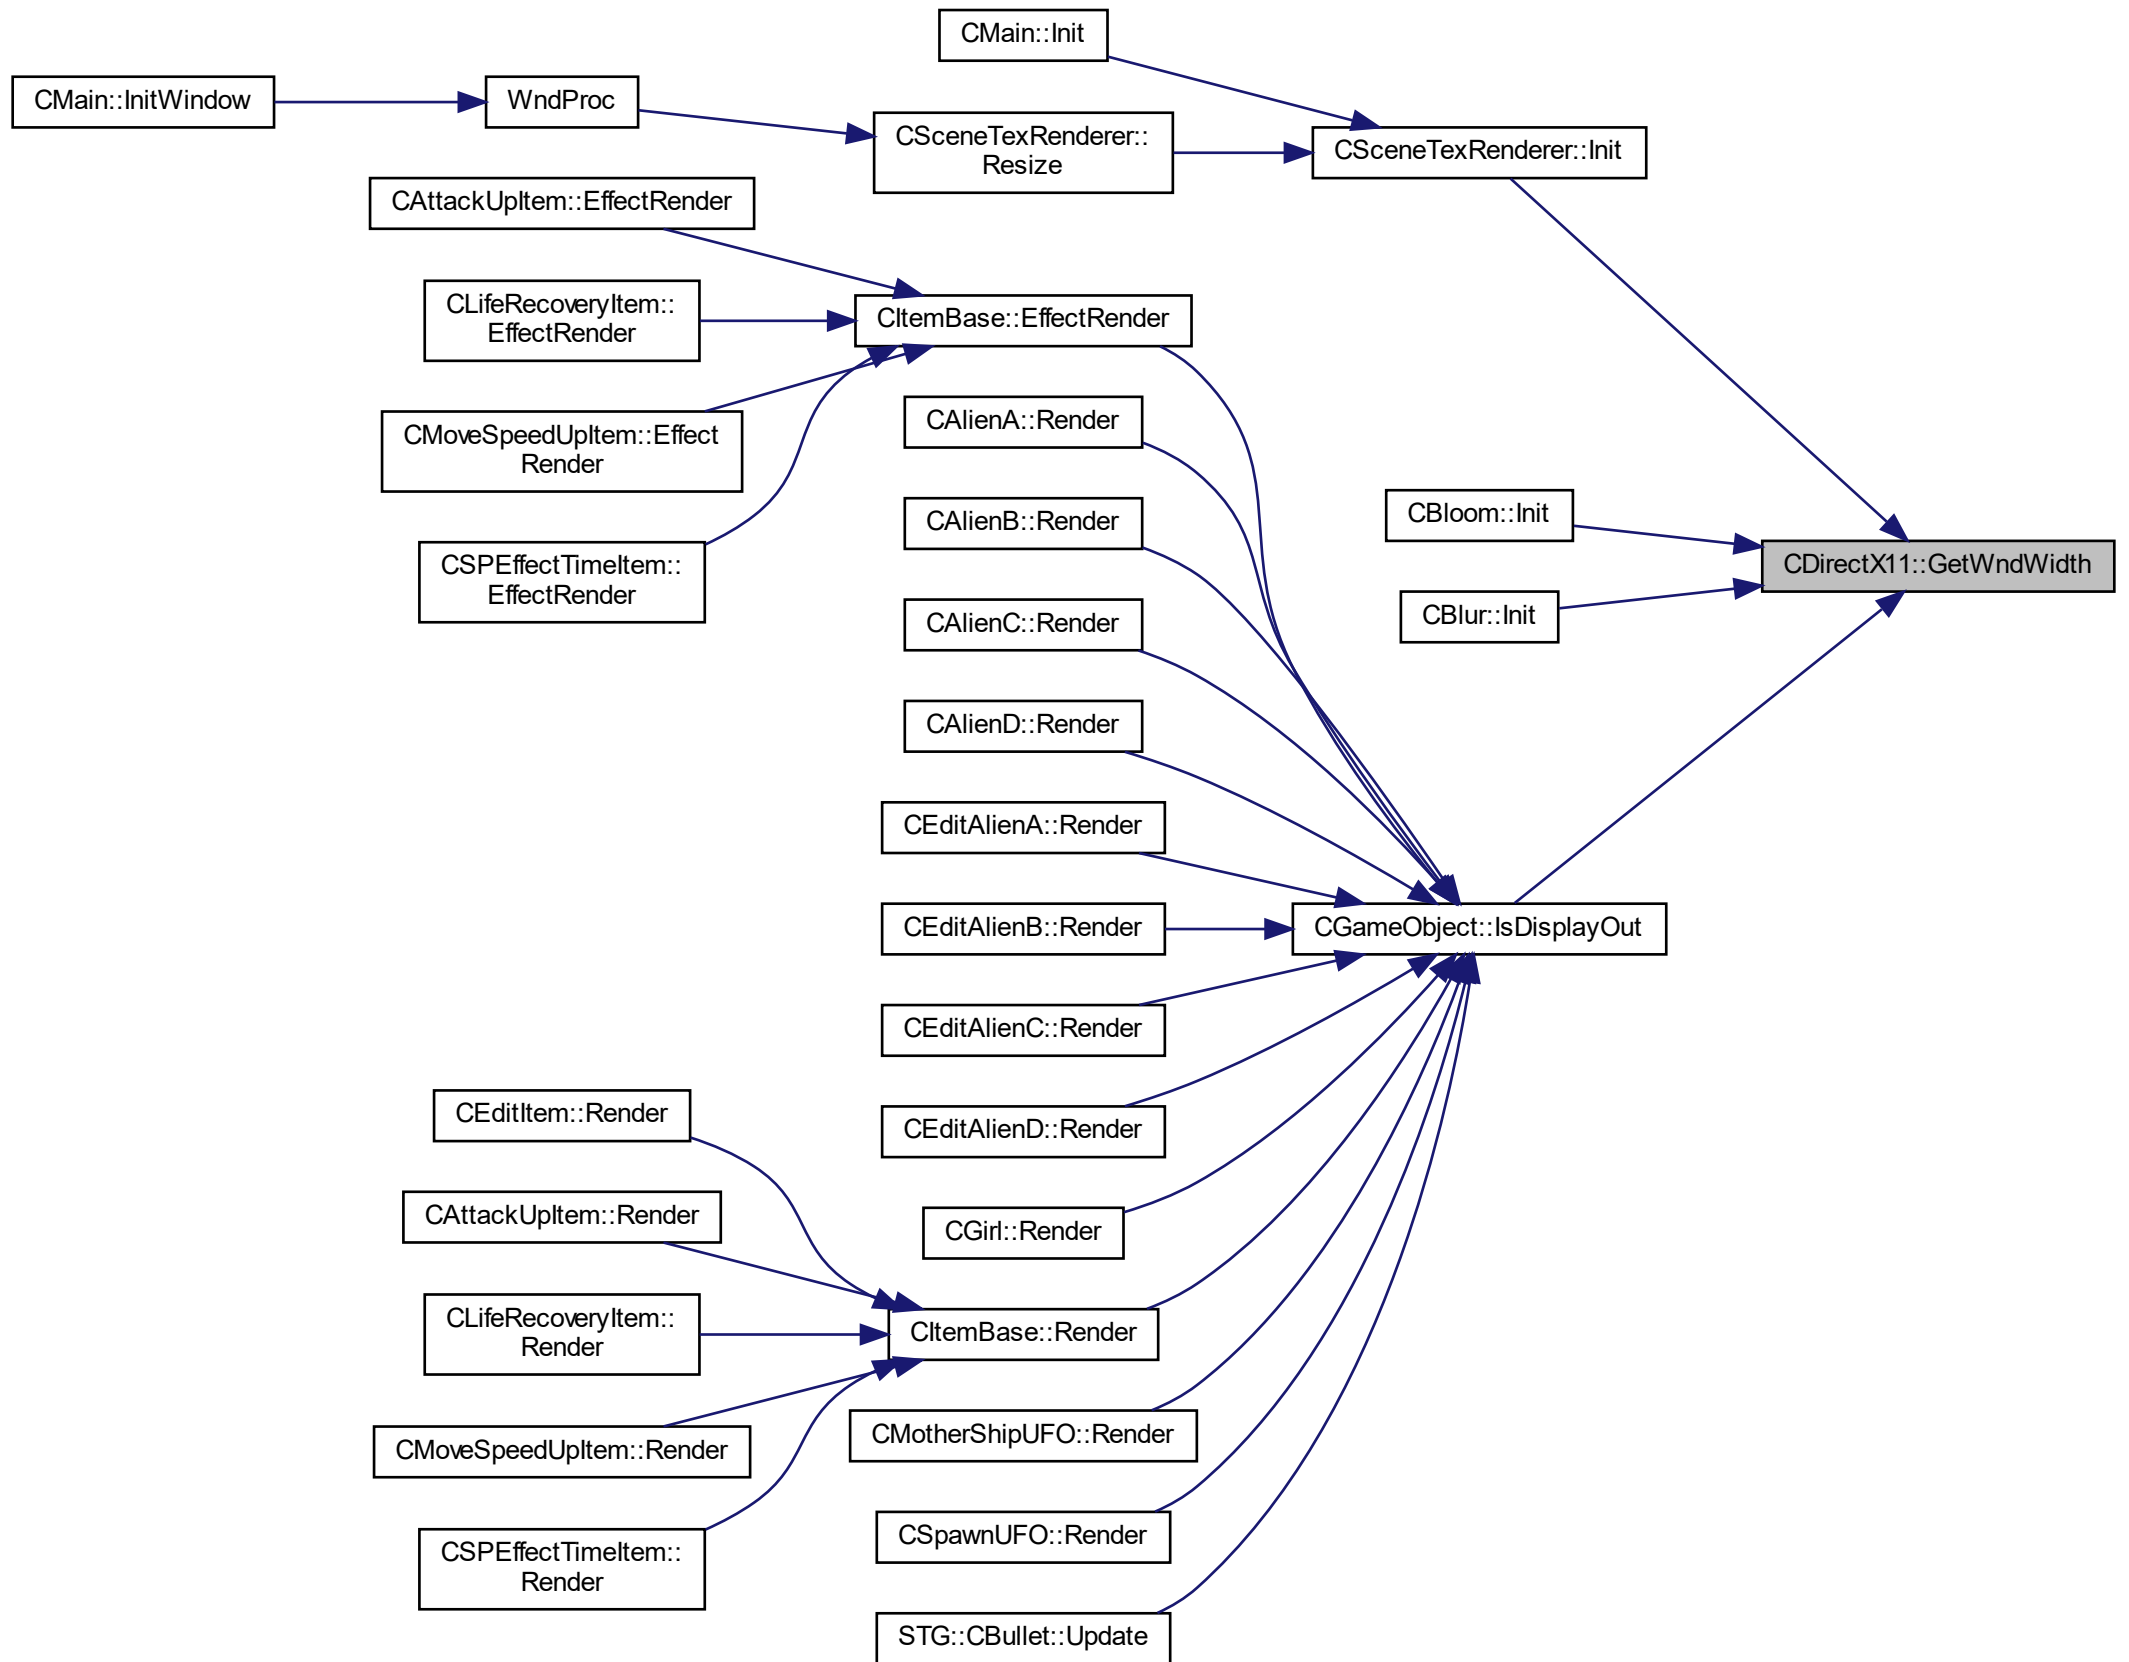 CMain::Init
CMain::InitWindow
WndProc
CSceneTexRenderer::
Resize
CSceneTexRenderer::Init
CAttackUpItem::EffectRender
CLifeRecoveryItem::
EffectRender
CItemBase::EffectRender
CMoveSpeedUpItem::Effect
Render
CSPEffectTimeItem::
EffectRender
CAlienA::Render
CAlienB::Render
CAlienC::Render
CAlienD::Render
CBloom::Init
CBlur::Init
CDirectX11::GetWndWidth
CEditAlienA::Render
CEditAlienB::Render
CGameObject::IsDisplayOut
CEditAlienC::Render
CEditAlienD::Render
CGirl::Render
CEditItem::Render
CAttackUpItem::Render
CLifeRecoveryItem::
Render
CItemBase::Render
CMoveSpeedUpItem::Render
CSPEffectTimeItem::
Render
CMotherShipUFO::Render
CSpawnUFO::Render
STG::CBullet::Update